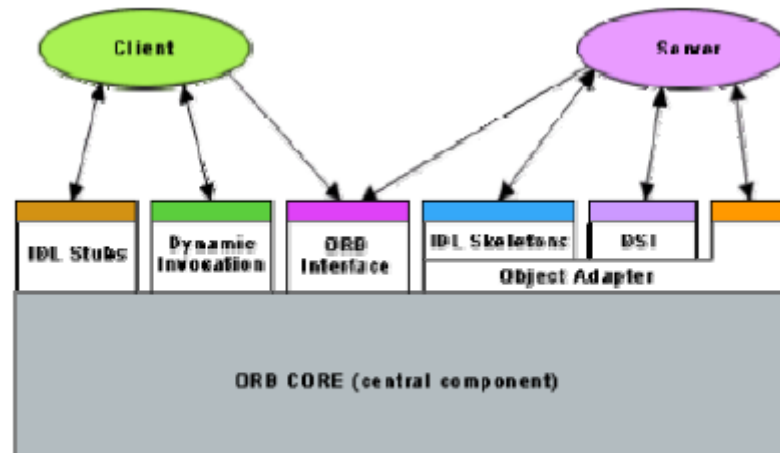 Client
Server
IDL Stubs
Dynamic
Invocation
ORB
Interface
IDL Skeletons
DSI
Object Adapter
ORB CORE (central component)